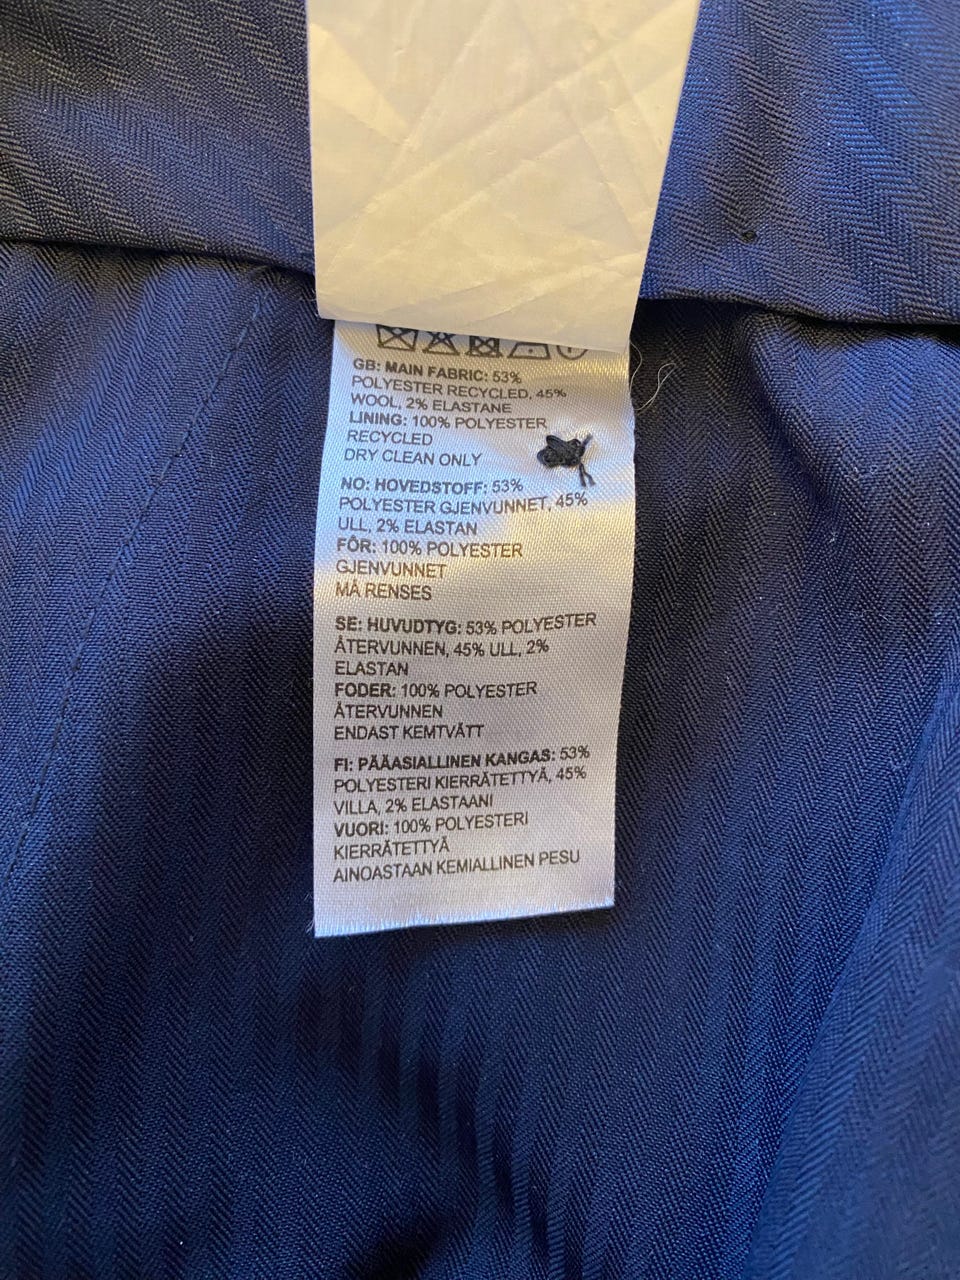 GB: MAIN FABRIC: 53%
POLYESTER RECYCLED, 45%
WOOL, 2% ELASTANE
LINING: 100% POLYESTER
RECYCLED
DRY CLEAN ONLY
NO: HOVEDSTOFF: 53%
POLYESTER GJENVUNNET, 45%
ULL, 2% ELASTAN
FÔR: 100% POLYESTER
GJENVUNNET
MÅ RENSES
SE: HUVUDTYG: 53% POLYESTER
ÅTERVUNNEN, 45% ULL, 2%
ELASTAN
FODER: 100% POLYESTER
ÅTERVUNNEN
ENDAST KEMTVÄTT
FI: PÄÄASIALLINEN KANGAS: 53%
POLYESTERI KIERRÄTETTYÄ, 45%
VILLA, 2% ELASTAANI
VUORI: 100% POLYESTERI
KIERRÄTETTYÄ
AINOASTAAN KEMIALLINEN PESU